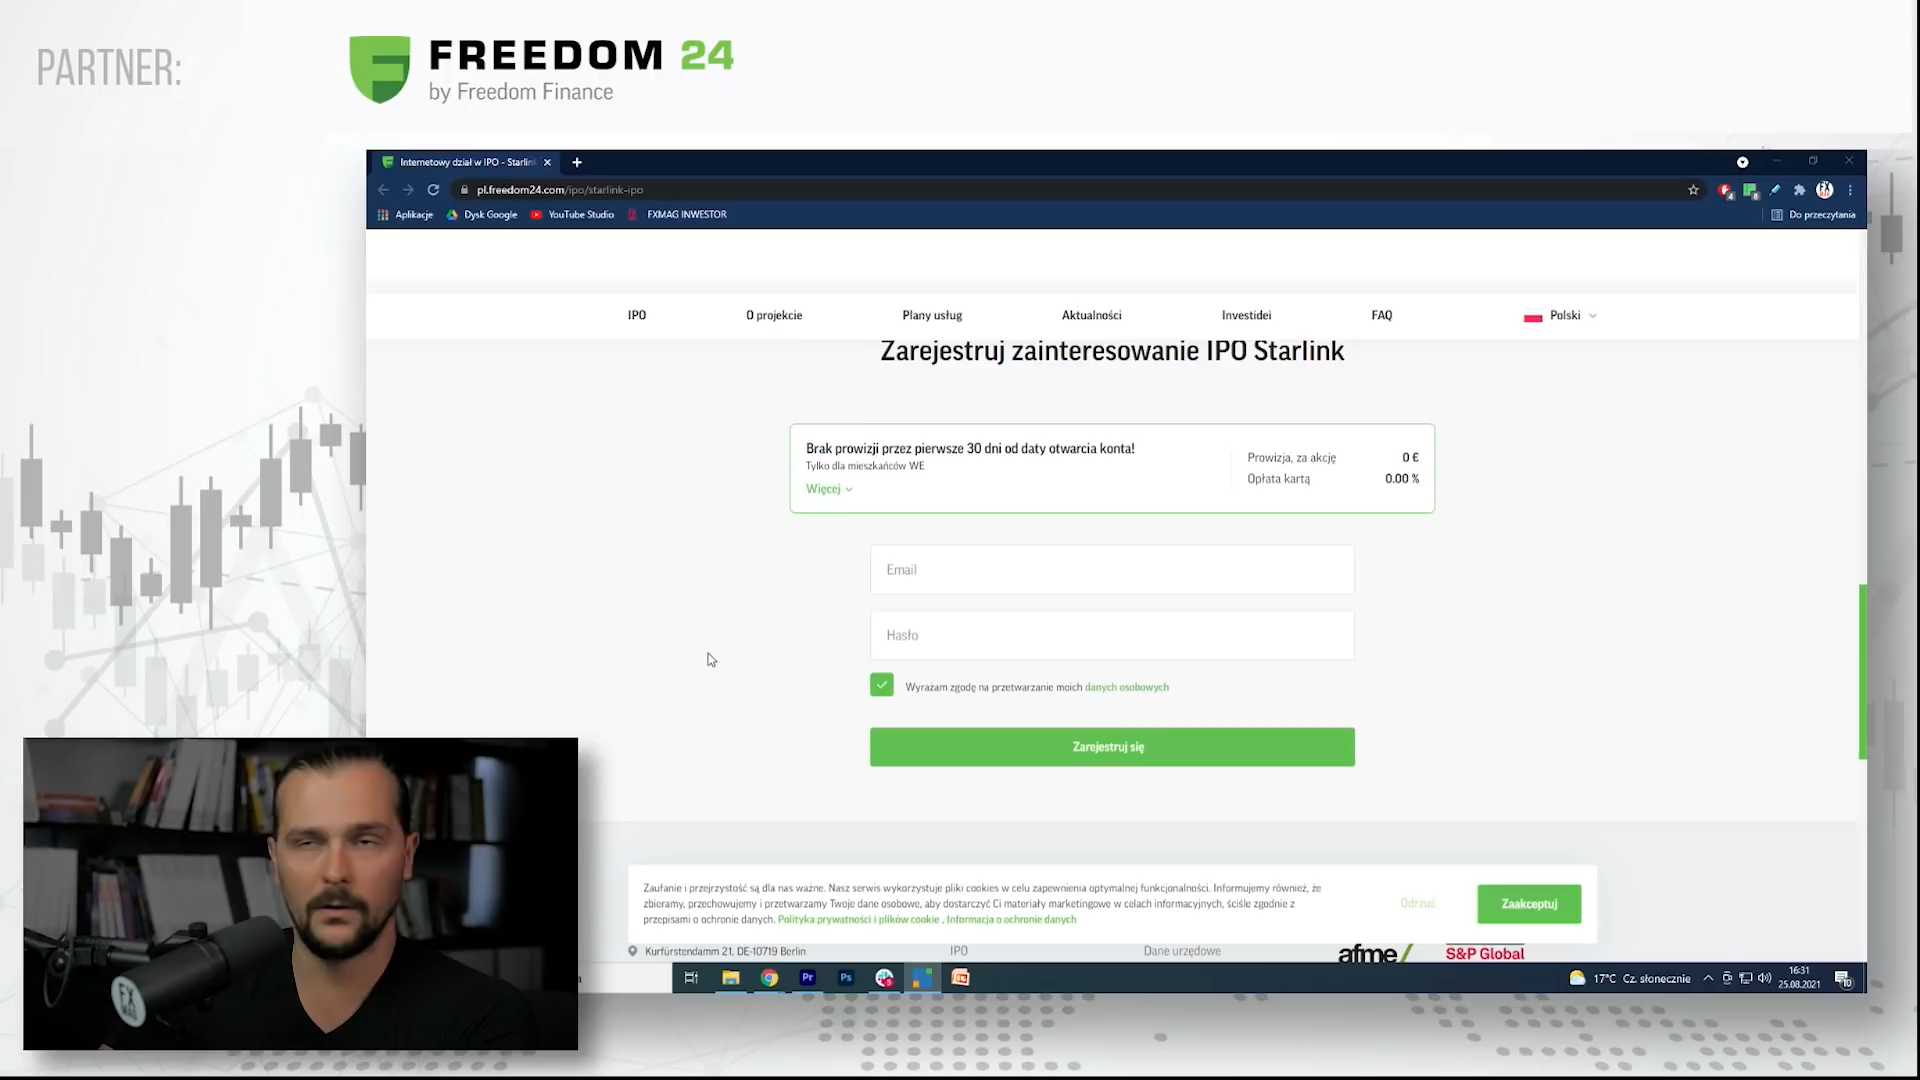 PARTNER:
FREEDOM 24
by Freedom Finance
Internetowy dział w IPO - Starlink
pl.freedom24.com/ipo/starlink-ipo
Aplikacje
Dysk Google
YouTube Studio
FXMAG INWESTOR
Do przeczytania
IPO
O projekcie
Plany usług
Aktualności
Investidei
FAQ
Polski
Zarejestruj zainteresowanie IPO Starlink
Brak prowizji przez pierwsze 30 dni od daty otwarcia konta!
Tylko dla mieszkańców WE
Więcej
Prowizja, za akcję 0 €
Opłata kartą 0.00 %
Email
Hasło
Wyrażam zgodę na przetwarzanie moich danych osobowych
Zarejestruj się
Zaufanie i przejrzystość są dla nas ważne. Nasz serwis wykorzystuje pliki cookies w celu zapewnienia optymalnej funkcjonalności. Informujemy również, że
zbieramy, przechowujemy i przetwarzamy Twoje dane osobowe, aby dostarczyć Ci materiały marketingowe w celach informacyjnych, ściśle zgodnie z
przepisami o ochronie danych. Polityka prywatności i plików cookie , Informacja o ochronie danych
Odrzuć
Zaakceptuj
Kurfürstendamm 21, DE-10719 Berlin
IPO
Dane urzędowe
afme/
S&P Global
Pr
Ps
17°C Cz. słonecznie
16:31
25.08.2021
10
FX
MAG